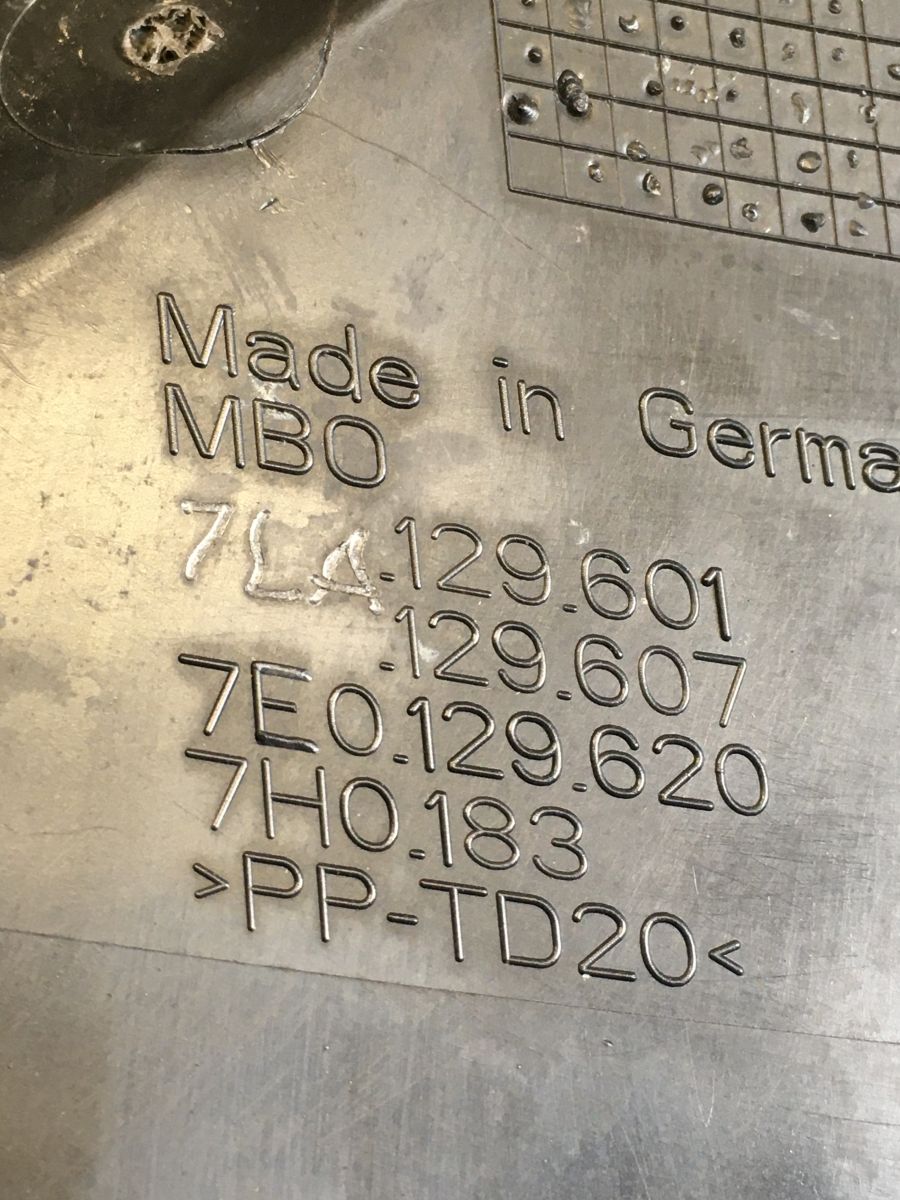 Made in Germa
MBO
7LA.129.601
.129.607
7E0.129.620
7H0.183
>PP-TD20<